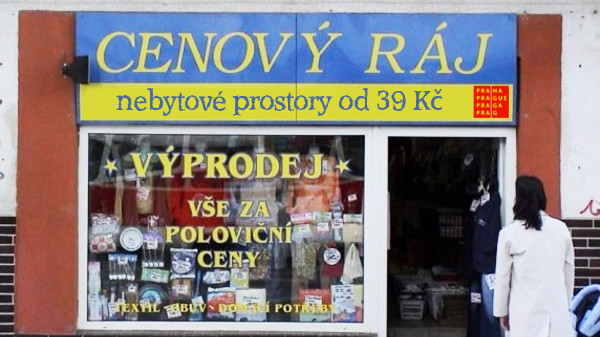 CENOVÝ RÁJ
nebytové prostory od 39 Kč
PRAHA
PRAGUE
PRAGA
PRAG
VÝPRODEJ
VŠE ZA
POLOVIČNÍ
CENY
TEXTIL · OBUV · DOMÁCÍ POTŘEBY